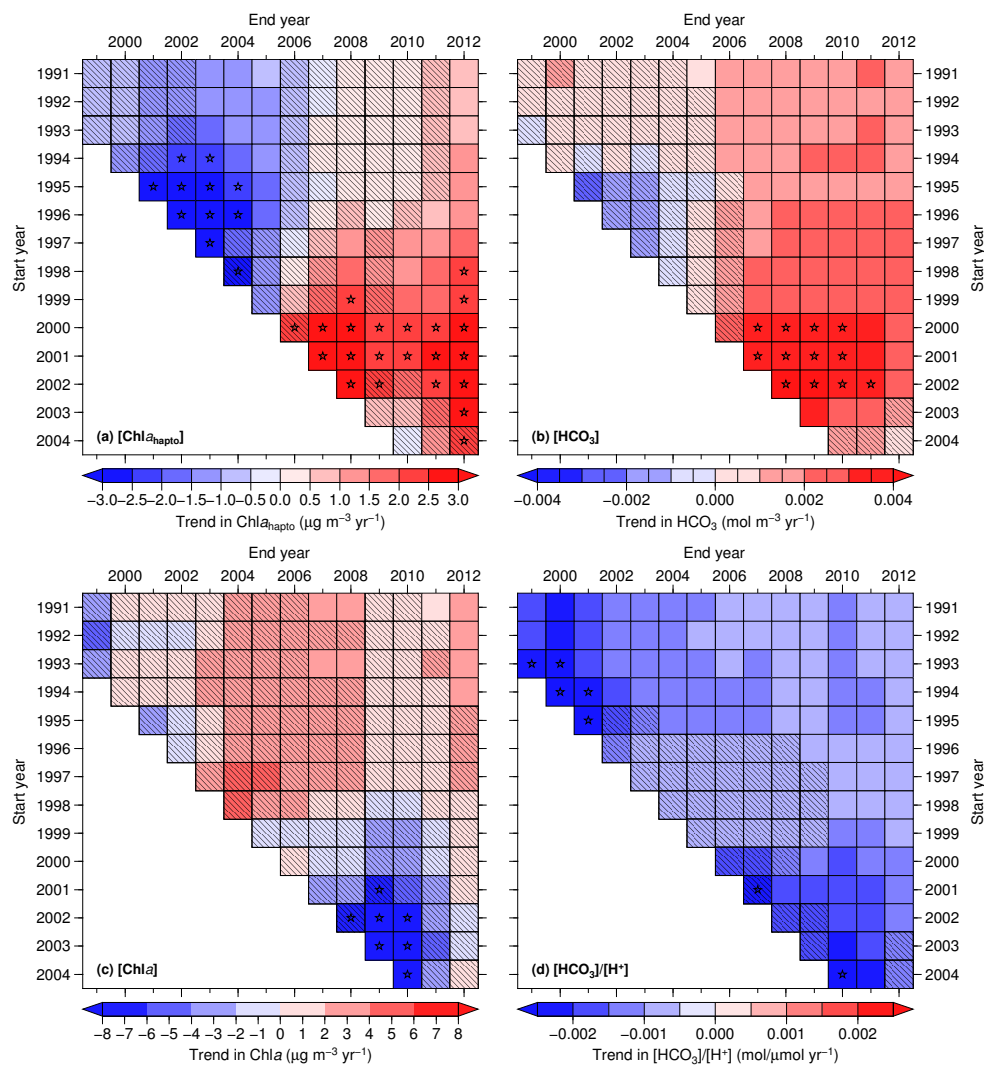 End year
End year
2000 2002 2004 2006 2008 2010 2012
2000 2002 2004 2006 2008 2010 2012
Start year
1991
1992
1993
1994
1995
1996
1997
1998
1999
2000
2001
2002
2003
2004
1991
1992
1993
1994
1995
1996
1997
1998
1999
2000
2001
2002
2003
2004
Start year
(a) [Chlahapto]
(b) [HCO3]
−3.0 −2.5 −2.0 −1.5 −1.0 −0.5 0.0 0.5 1.0 1.5 2.0 2.5 3.0
−0.004 −0.002 0.000 0.002 0.004
Trend in Chlahapto (μg m−3 yr−1)
Trend in HCO3 (mol m−3 yr−1)
End year
End year
2000 2002 2004 2006 2008 2010 2012
2000 2002 2004 2006 2008 2010 2012
Start year
1991
1992
1993
1994
1995
1996
1997
1998
1999
2000
2001
2002
2003
2004
1991
1992
1993
1994
1995
1996
1997
1998
1999
2000
2001
2002
2003
2004
Start year
(c) [Chla]
(d) [HCO3]/[H+]
−8 −7 −6 −5 −4 −3 −2 −1 0 1 2 3 4 5 6 7 8
−0.002 −0.001 0.000 0.001 0.002
Trend in Chla (μg m−3 yr−1)
Trend in [HCO3]/[H+] (mol/μmol yr−1)